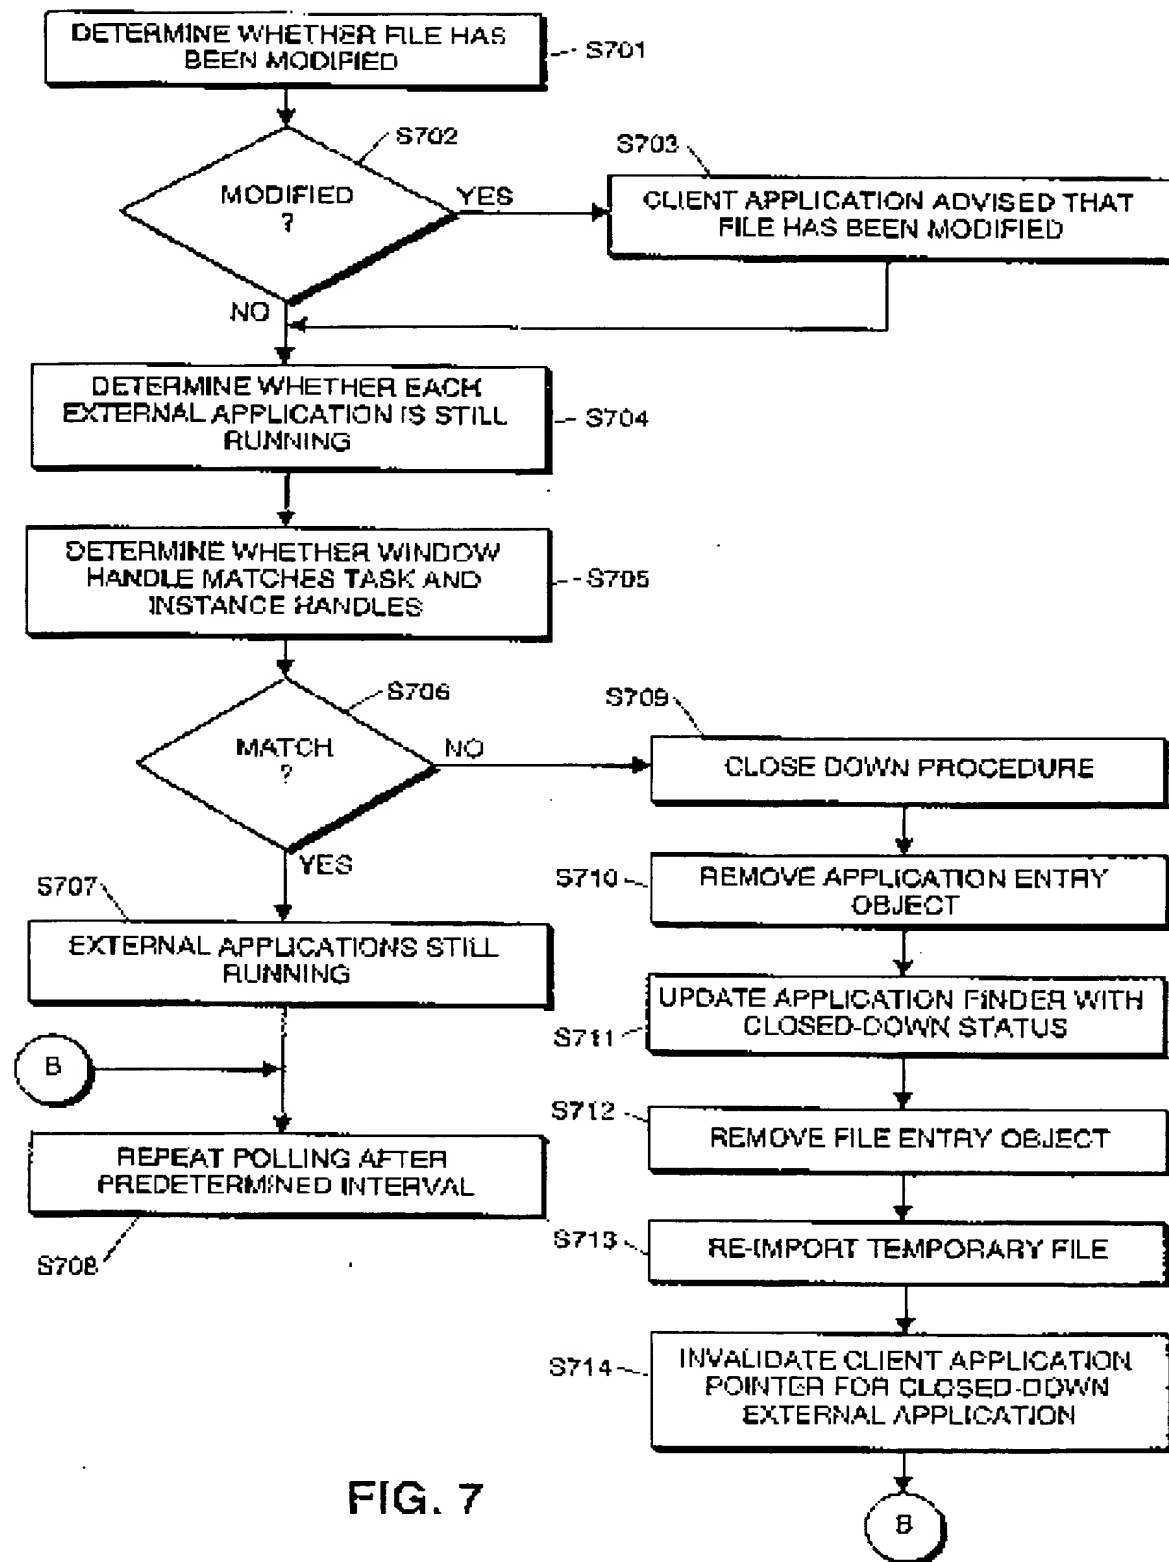 DETERMINE WHETHER FILE HAS
BEEN MODIFIED
S701
S702
MODIFIED
?
YES
NO
S703
CLIENT APPLICATION ADVISED THAT
FILE HAS BEEN MODIFIED
DETERMINE WHETHER EACH
EXTERNAL APPLICATION IS STILL
RUNNING
S704
DETERMINE WHETHER WINDOW
HANDLE MATCHES TASK AND
INSTANCE HANDLES
S705
S706
MATCH
?
NO
YES
S707
EXTERNAL APPLICATIONS STILL
RUNNING
B
REPEAT POLLING AFTER
PREDETERMINED INTERVAL
S708
S709
CLOSE DOWN PROCEDURE
S710
REMOVE APPLICATION ENTRY
OBJECT
S711
UPDATE APPLICATION FINDER WITH
CLOSED-DOWN STATUS
S712
REMOVE FILE ENTRY OBJECT
S713
RE-IMPORT TEMPORARY FILE
S714
INVALIDATE CLIENT APPLICATION
POINTER FOR CLOSED-DOWN
EXTERNAL APPLICATION
B
FIG. 7